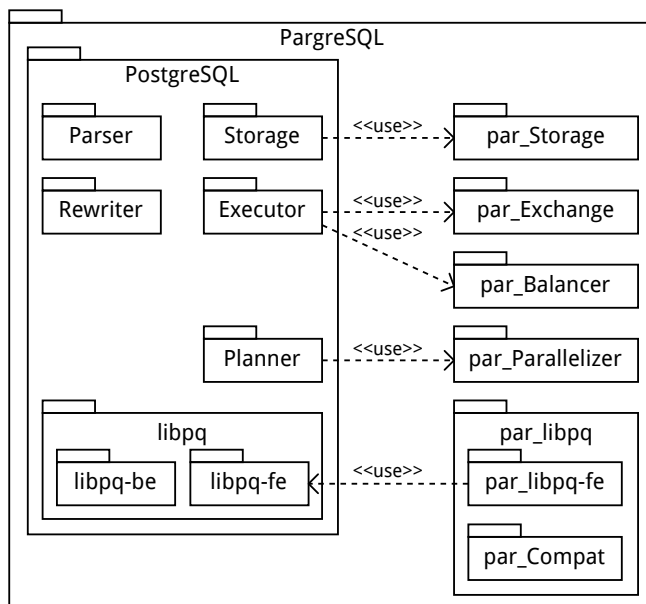 PargreSQL
PostgreSQL
Parser
Storage
<<use>>
par_Storage
Rewriter
Executor
<<use>>
par_Exchange
<<use>>
par_Balancer
Planner
<<use>>
par_Parallelizer
libpq
par_libpq
libpq-be
libpq-fe
<<use>>
par_libpq-fe
par_Compat